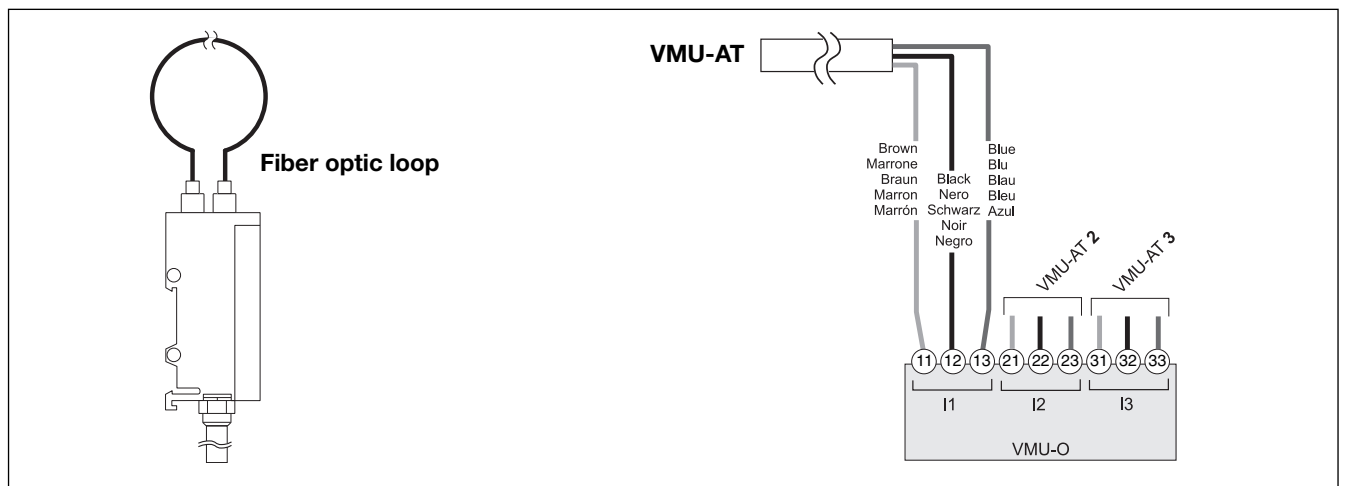 VMU-AT
Fiber optic loop
Brown
Marrone
Braun
Marron
Marrón
Black
Nero
Schwarz
Noir
Negro
Blue
Blu
Blau
Bleu
Azul
VMU-AT 2
VMU-AT 3
11 12 13 21 22 23 31 32 33
I1 I2 I3
VMU-O